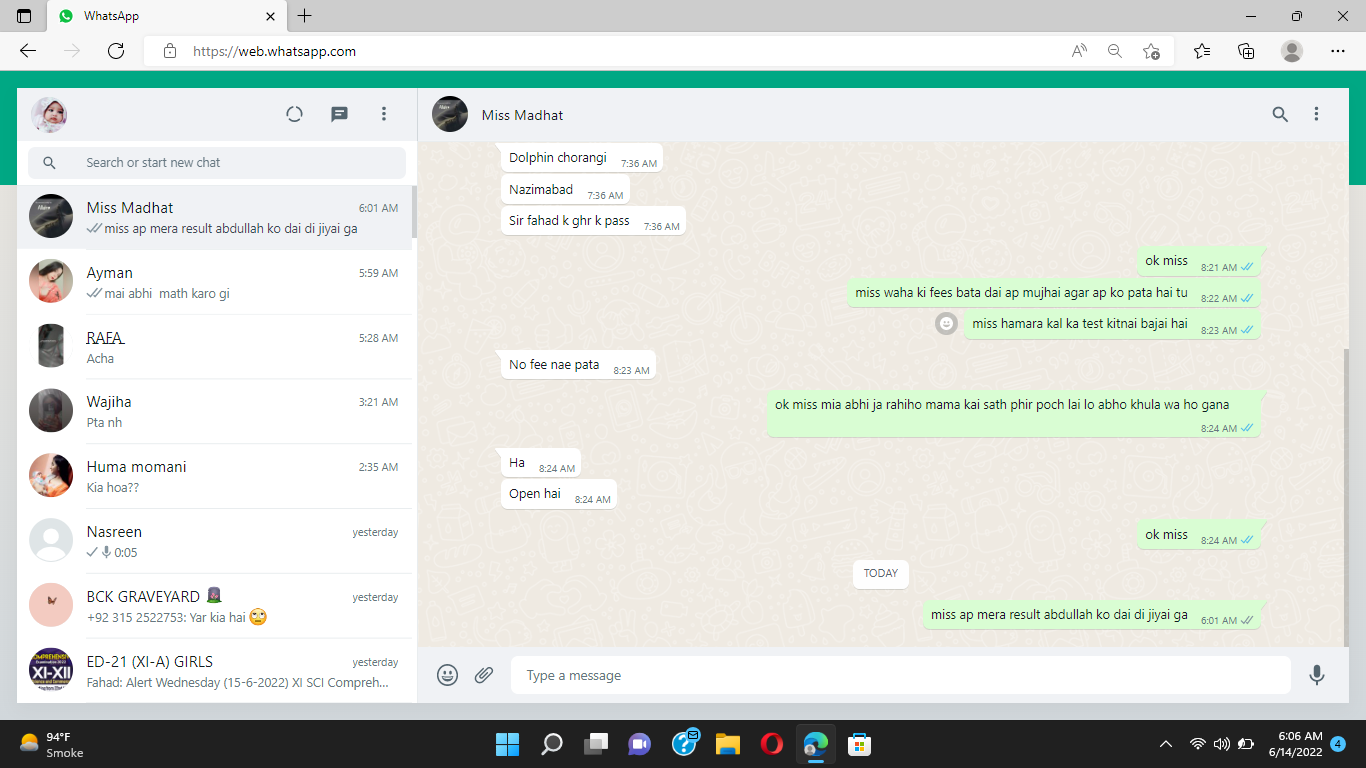 WhatsApp
https://web.whatsapp.com
Miss Madhat
Search or start new chat
Miss Madhat 6:01 AM
miss ap mera result abdullah ko dai di jiyai ga
Ayman 5:59 AM
mai abhi math karo gi
RAFA. 5:28 AM
Acha
Wajiha 3:21 AM
Pta nh
Huma momani 2:35 AM
Kia hoa??
Nasreen yesterday
0:05
BCK GRAVEYARD yesterday
+92 315 2522753: Yar kia hai 🙄
ED-21 (XI-A) GIRLS yesterday
Fahad: Alert Wednesday (15-6-2022) XI SCI Compreh...
XI-XII
Dolphin chorangi 7:36 AM
Nazimabad 7:36 AM
Sir fahad k ghr k pass 7:36 AM
ok miss 8:21 AM
miss waha ki fees bata dai ap mujhai agar ap ko pata hai tu 8:22 AM
miss hamara kal ka test kitnai bajai hai 8:23 AM
No fee nae pata 8:23 AM
ok miss mia abhi ja rahiho mama kai sath phir poch lai lo abho khula wa ho gana
8:24 AM
Ha 8:24 AM
Open hai 8:24 AM
ok miss 8:24 AM
TODAY
miss ap mera result abdullah ko dai di jiyai ga 6:01 AM
Type a message
94°F
Smoke
6:06 AM
6/14/2022
4